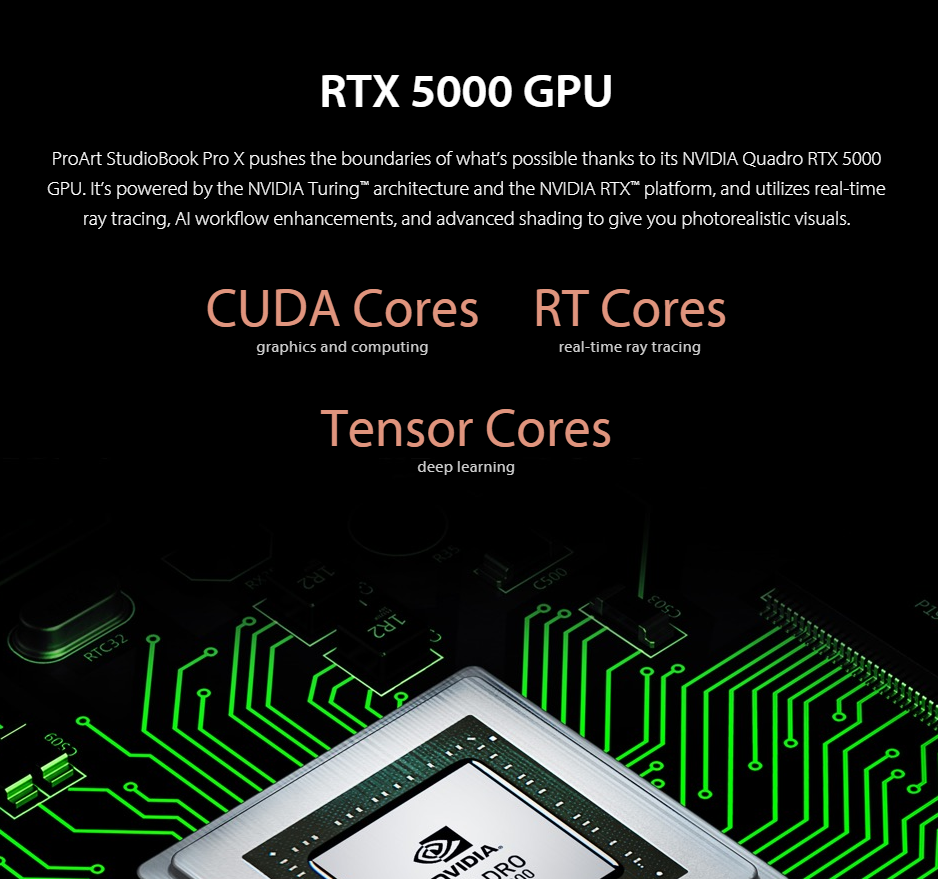 RTX 5000 GPU
ProArt StudioBook Pro X pushes the boundaries of what’s possible thanks to its NVIDIA Quadro RTX 5000
GPU. It’s powered by the NVIDIA Turing™ architecture and the NVIDIA RTX™ platform, and utilizes real-time
ray tracing, AI workflow enhancements, and advanced shading to give you photorealistic visuals.
CUDA Cores
graphics and computing
RT Cores
real-time ray tracing
Tensor Cores
deep learning
1R2
C500
C503
RTC32
1R2
C509
NVIDIA